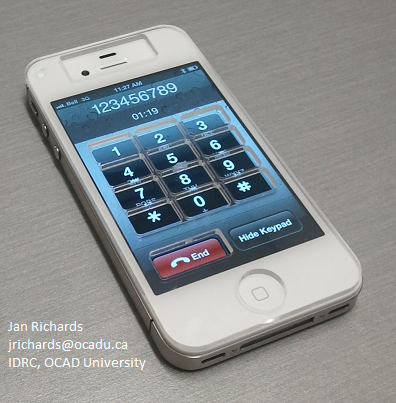 Bell 3G 11:27 AM
123456789
01:19
1 2 3
4 5 6
7 8 9
* 0 #
+
End Hide Keypad
Jan Richards
jrichards@ocadu.ca
IDRC, OCAD University